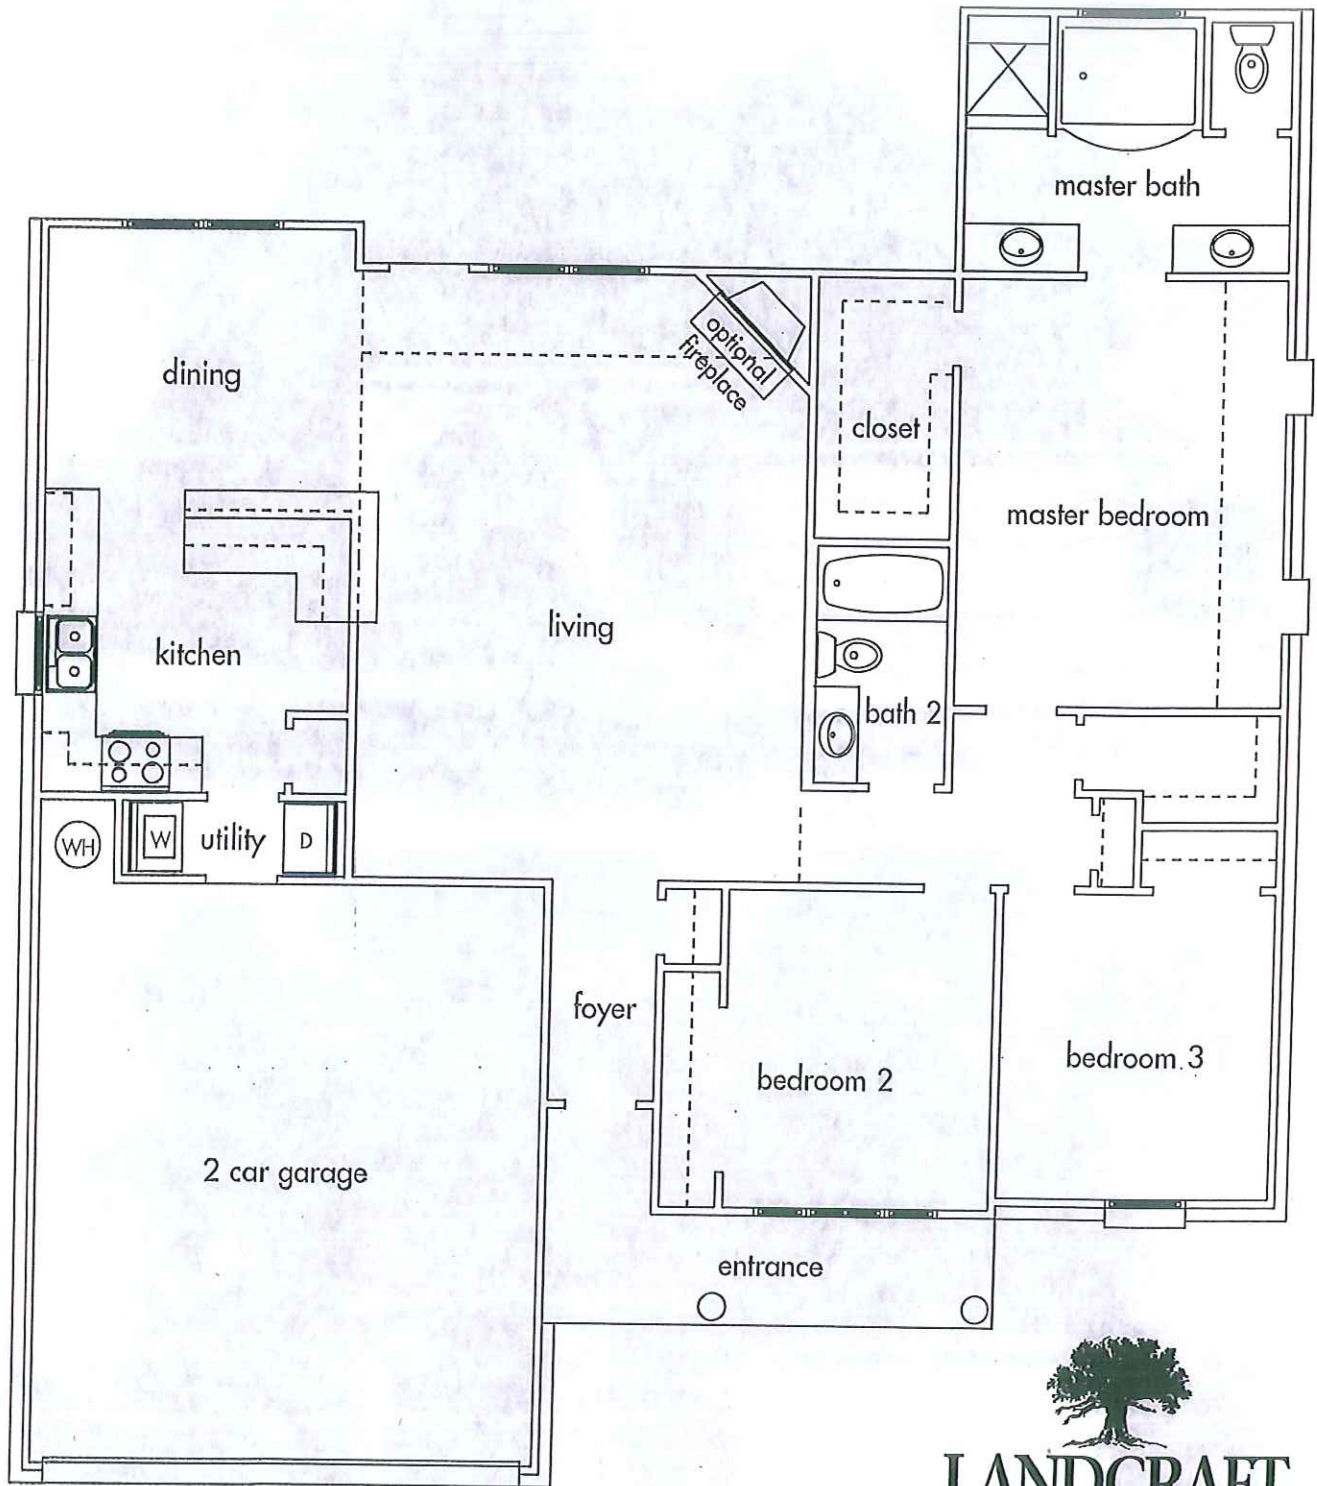 master bath
dining
optional
fireplace
closet
master bedroom
living
kitchen
bath 2
WH
W
utility
D
foyer
bedroom 2
bedroom.3
2 car garage
entrance
LANDCRAFT